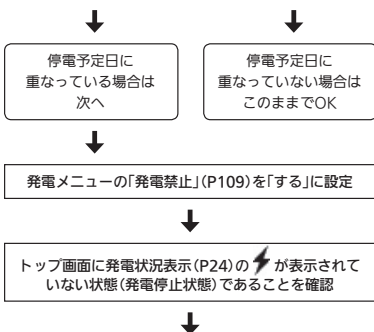 停電予定日に
重なっている場合は
次へ
停電予定日に
重なっていない場合は
このままでOK
発電メニューの「発電禁止」(P109)を「する」に設定
トップ画面に発電状況表示(P24)の が表示されて
いない状態(発電停止状態)であることを確認